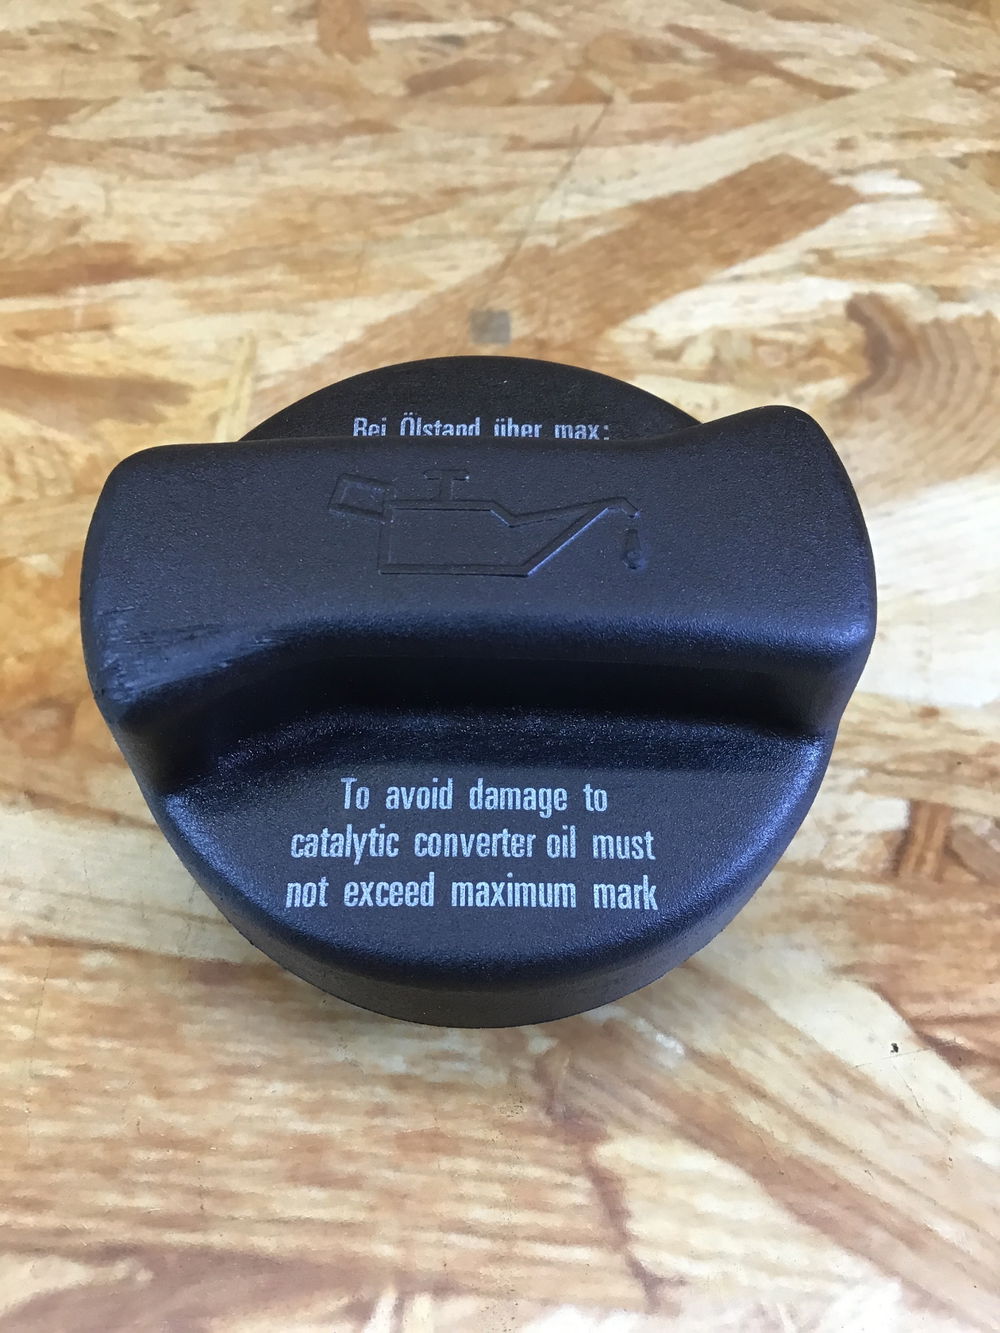 Bei Ölstand über max:
To avoid damage to
catalytic converter oil must
not exceed maximum mark